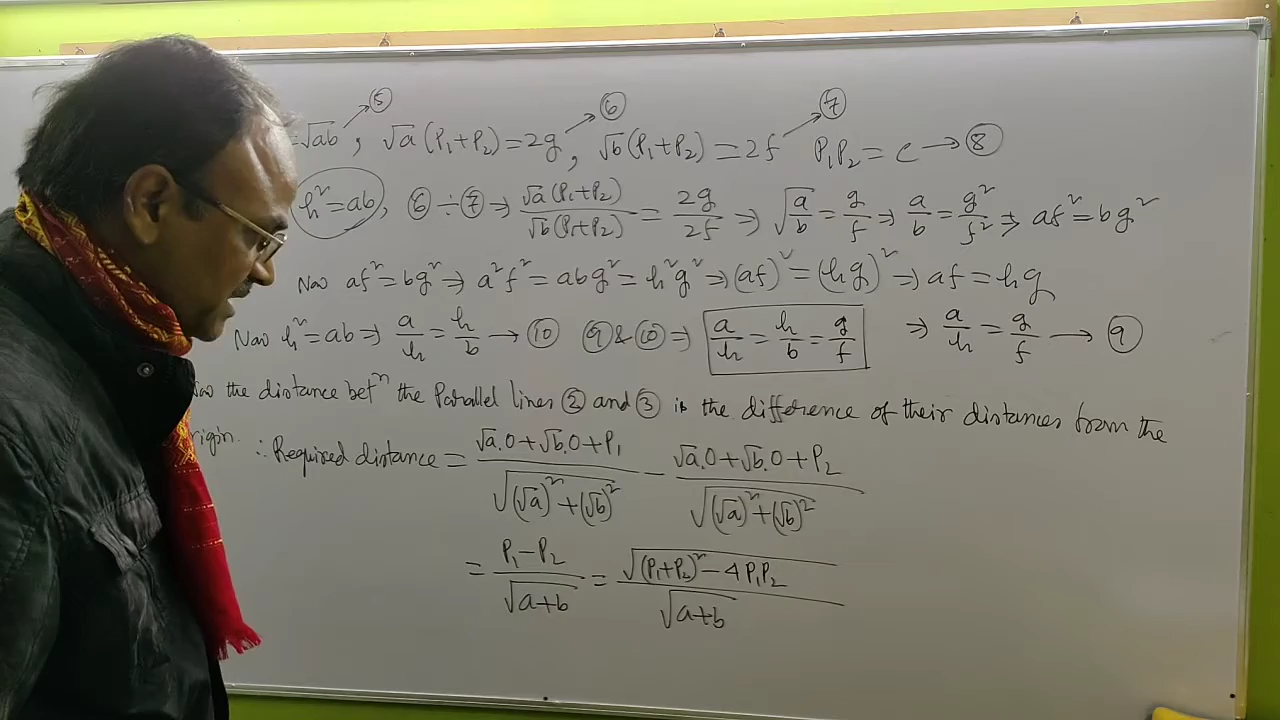 =√ab → ⑤, √a(P₁+P₂)=2g → ⑥, √b(P₁+P₂)=2f → ⑦ P₁P₂=c → ⑧
h²=ab, ⑥÷⑦ ⇒ √a(P₁+P₂)/√b(P₁+P₂) = 2g/2f ⇒ √(a/b) = g/f ⇒ a/b = g²/f² ⇒ af²=bg²
Now af²=bg² ⇒ a²f²=abg²=h²g² ⇒ (af)²=(hg)² ⇒ af=hg
Now h²=ab ⇒ a/h = h/b → ⑩ ⑨&⑩ ⇒ a/h = h/b = g/f ⇒ a/h = g/f → ⑨
the distance betⁿ the Parallel lines ② and ③ is the difference of their distances from the
∴ Required distance = (√a.0+√b.0+P₁)/√((√a)²+(√b)²) − (√a.0+√b.0+P₂)/√((√a)²+(√b)²)
= (P₁−P₂)/√(a+b) = √((P₁+P₂)²−4P₁P₂)/√(a+b)